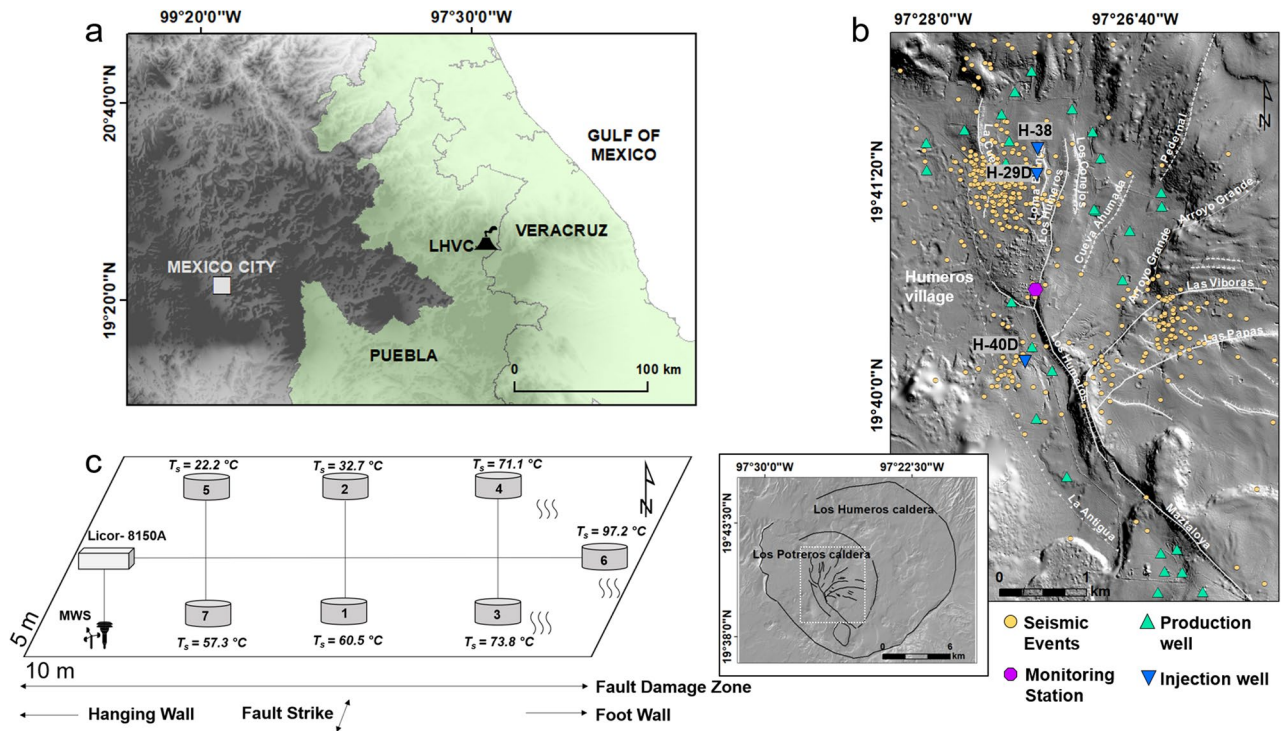 99°20'0"W
97°30'0"W
a
20°40'0"N
19°20'0"N
GULF OF
MEXICO
VERACRUZ
LHVC
MEXICO CITY
PUEBLA
0
100 km
97°28'0"W
97°26'40"W
b
19°41'20"N
19°40'0"N
N
H-38
H-29D
Los Humeros
Los Conejos
Cueva Ahumada
Pedernal
Arroyo Grande
Arroyo Grande
Las Viboras
Las Papas
Humeros
village
H-40D
Los Humeros
La Antigua
Maztaloya
0
1
km
c
Ts = 22.2 °C
Ts = 32.7 °C
Ts = 71.1 °C
5
2
4
N
Licor- 8150A
Ts = 97.2 °C
6
MWS
7
1
3
Ts = 57.3 °C
Ts = 60.5 °C
Ts = 73.8 °C
5 m
10 m
Fault Damage Zone
Hanging Wall
Fault Strike
Foot Wall
97°30'0"W
97°22'30"W
19°43'30"N
19°38'0"N
Los Humeros caldera
Los Potreros caldera
0
6
km
Seismic
Events
Production
well
Monitoring
Station
Injection well